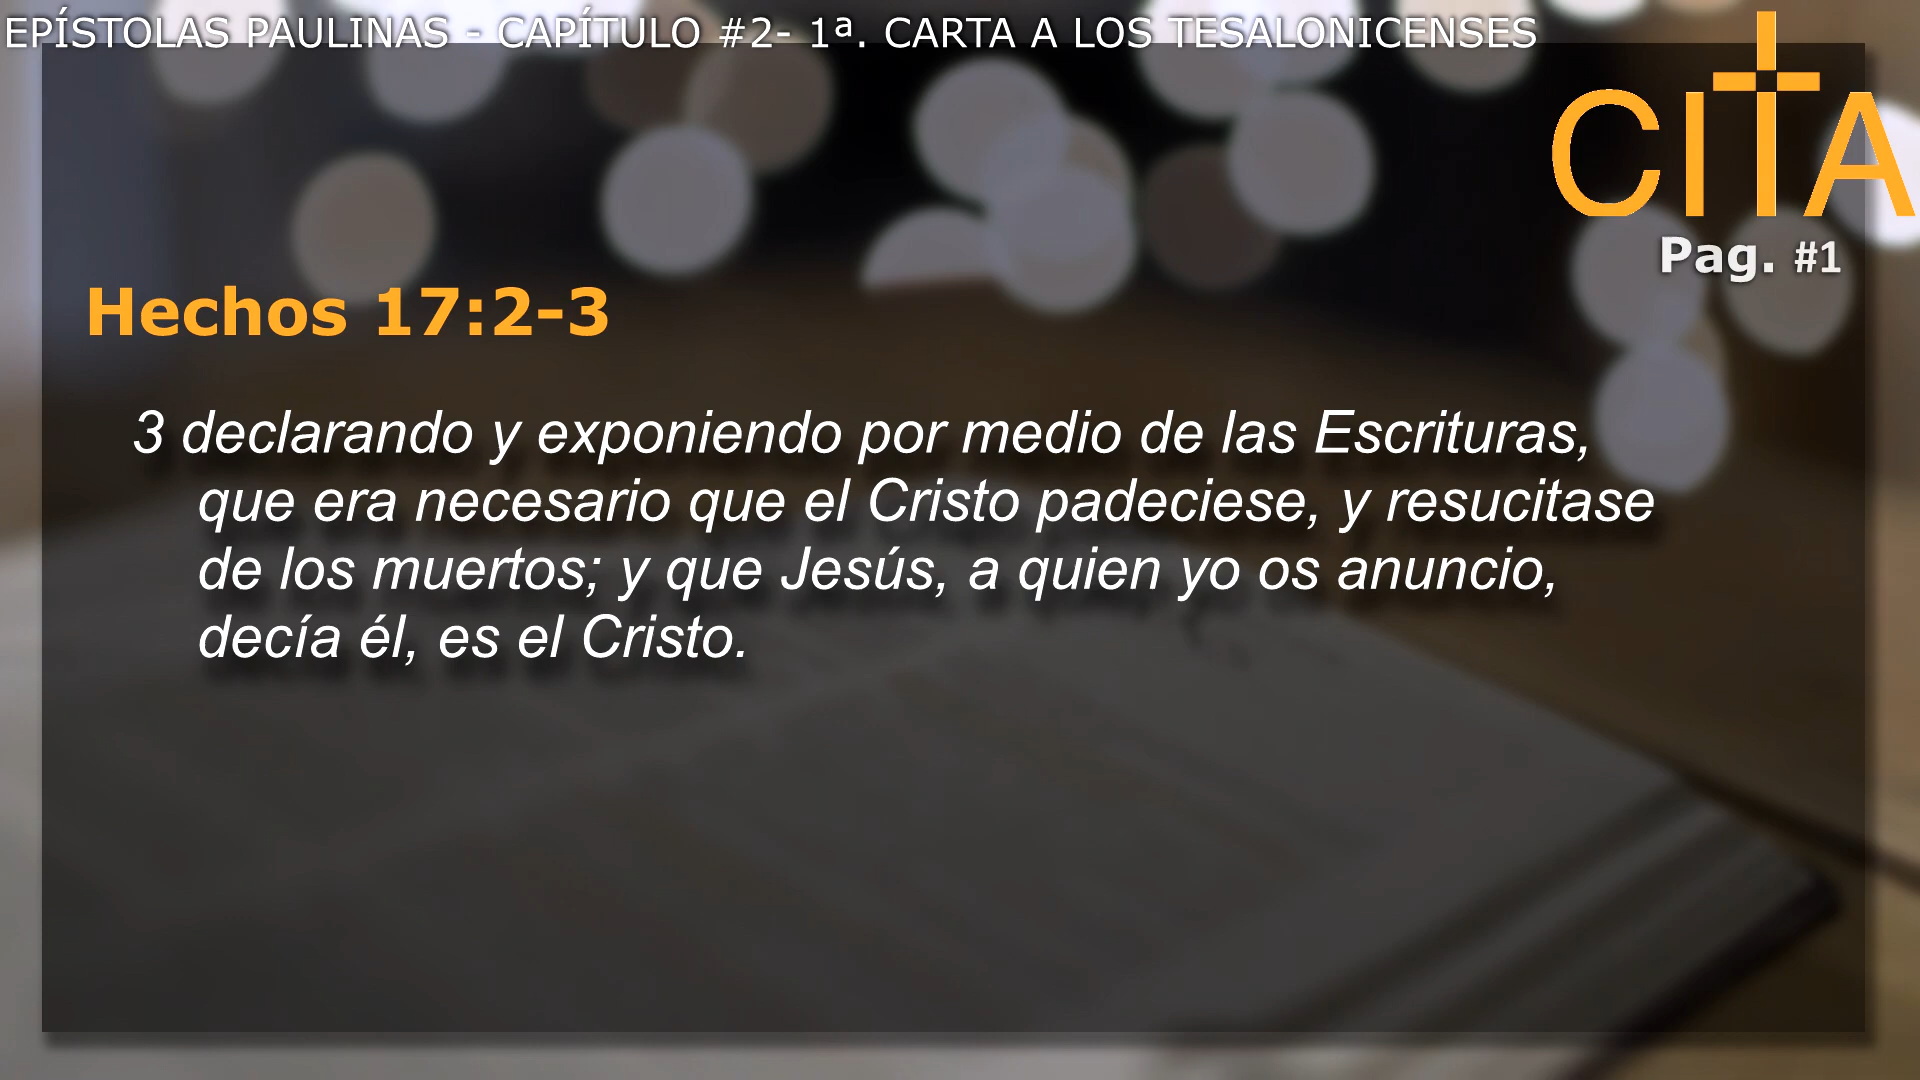 EPÍSTOLAS PAULINAS - CAPÍTULO #2- 1ª. CARTA A LOS TESALONICENSES
CITA
Pag. #1
Hechos 17:2-3
3 declarando y exponiendo por medio de las Escrituras,
que era necesario que el Cristo padeciese, y resucitase
de los muertos; y que Jesús, a quien yo os anuncio,
decía él, es el Cristo.